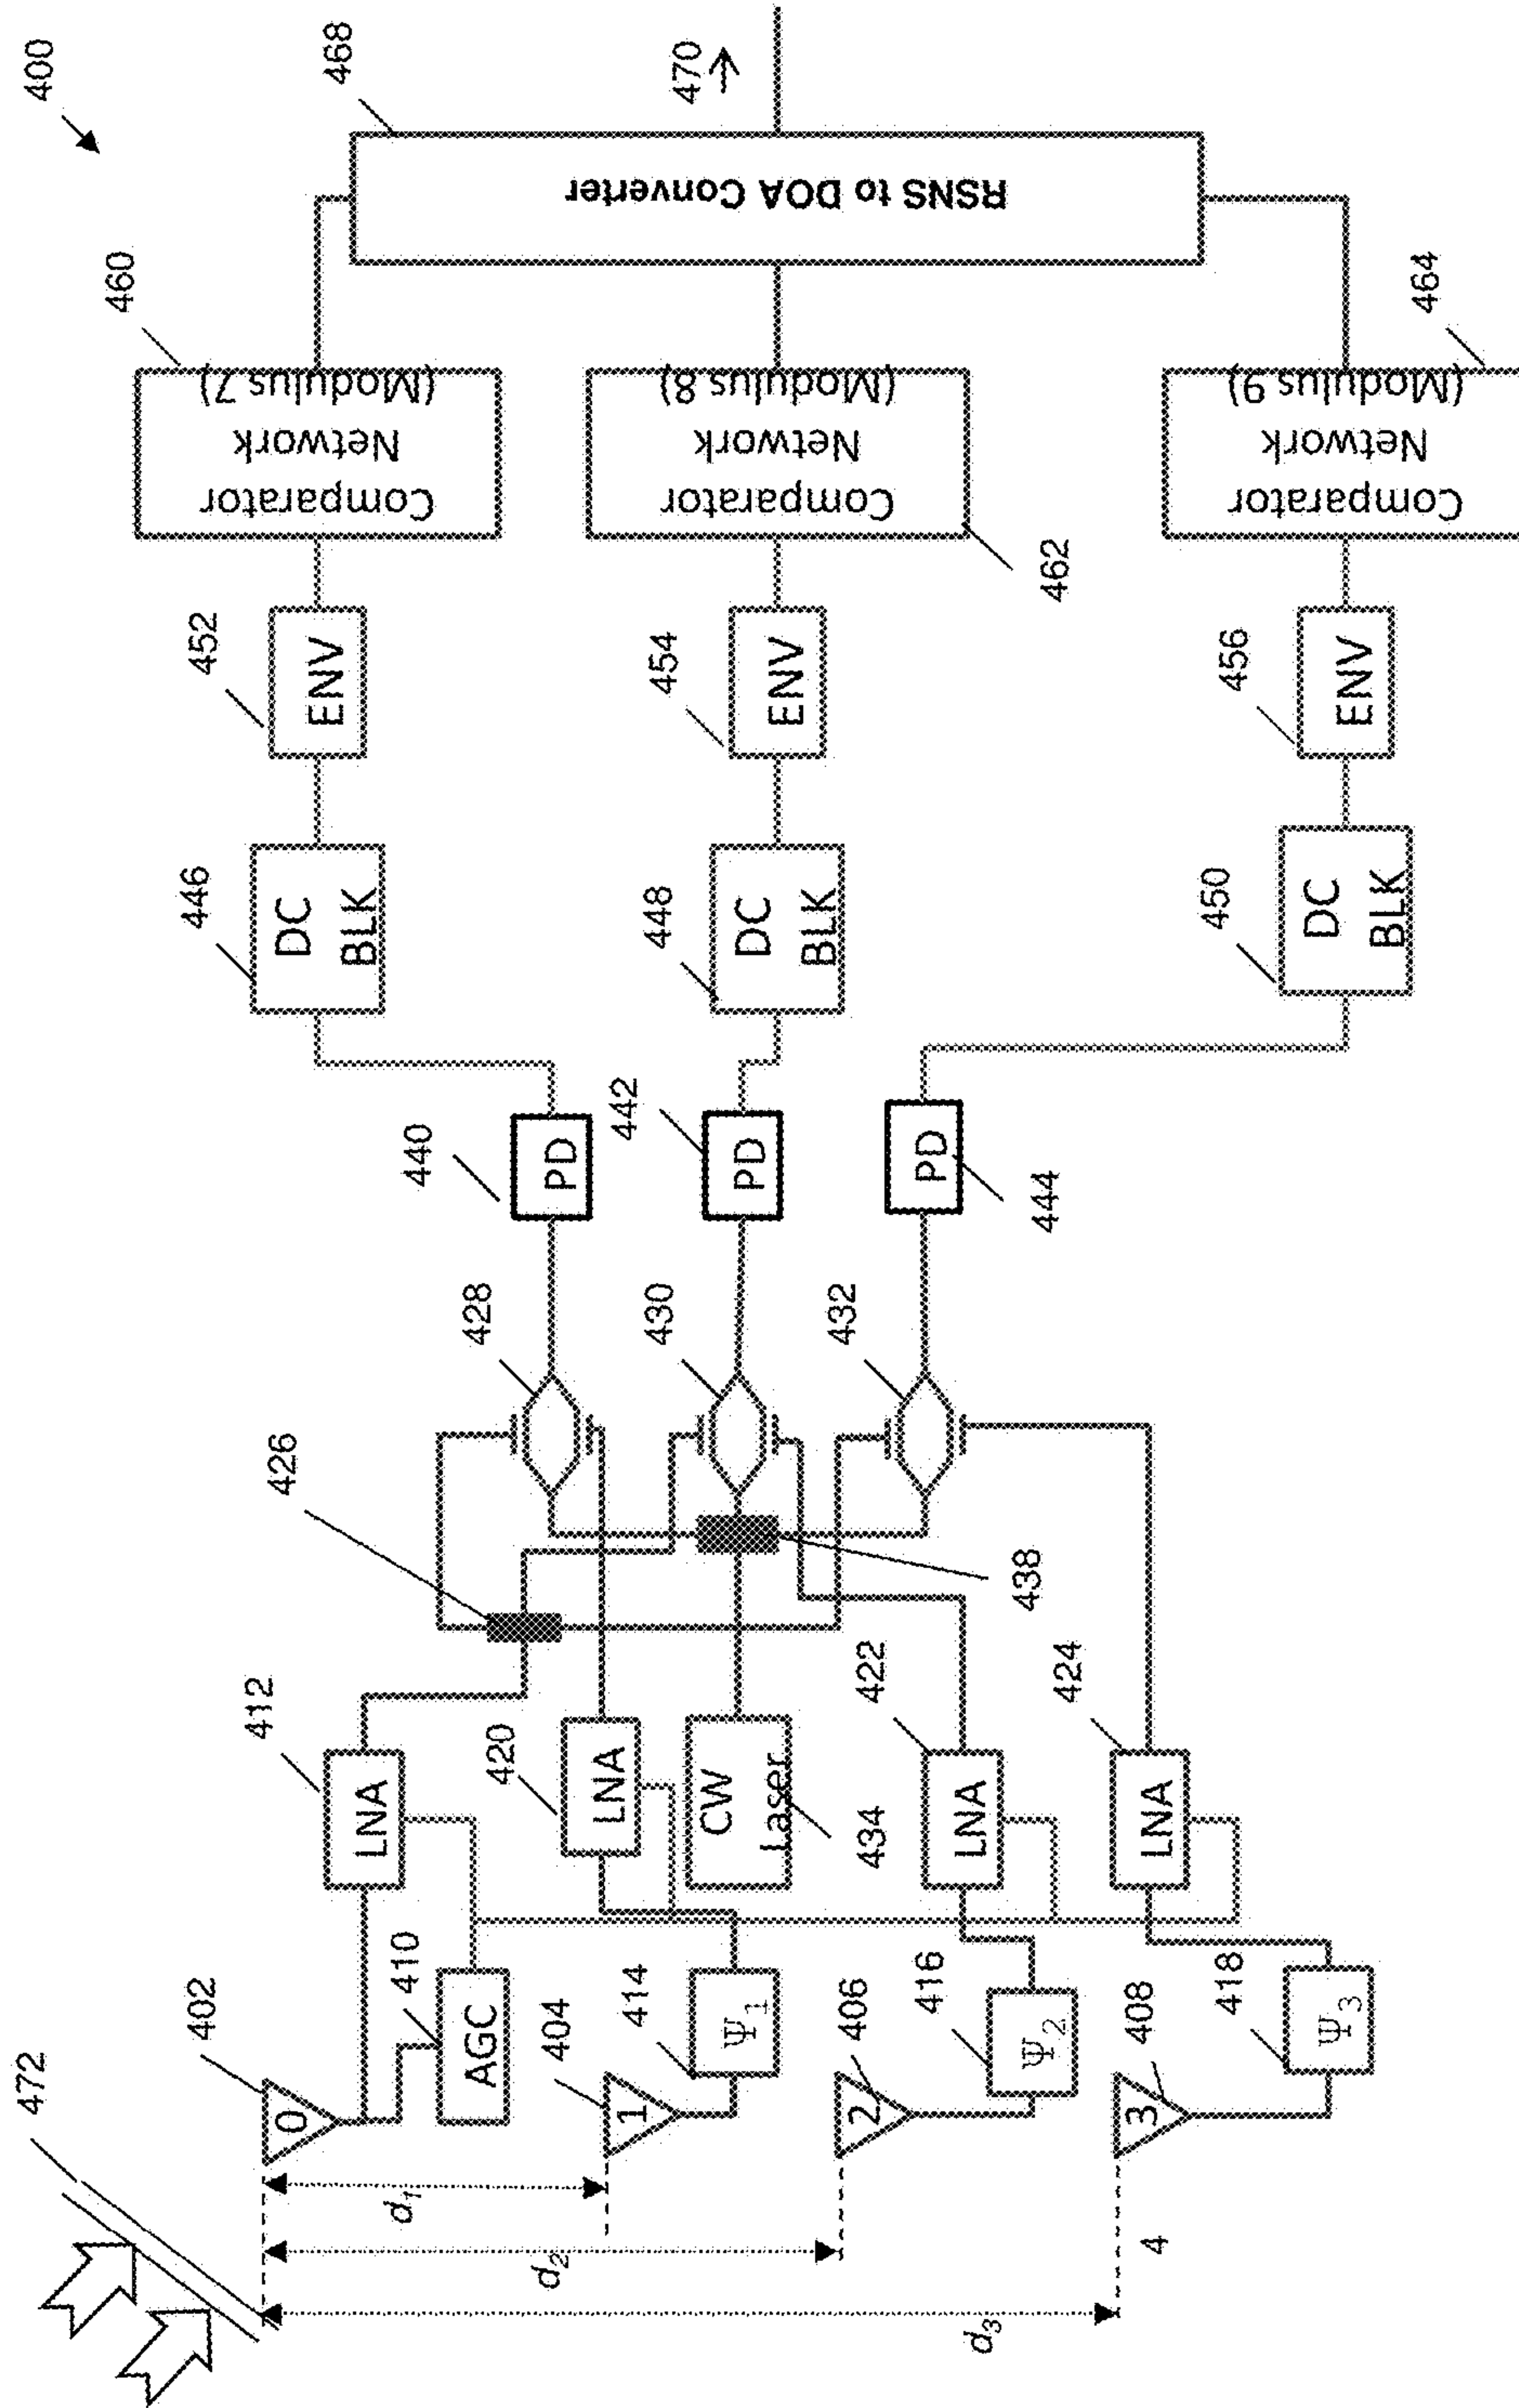 400
472
402
0
410
AGC
412
LNA
426
428
440
PD
446
DC
BLK
452
ENV
460
Comparator
Network
(Modulus 7)
468
RSNS to DOA Converter
470
d₁
404
1
414
Ψ₁
420
LNA
CW
Laser
434
438
430
442
PD
448
DC
BLK
454
ENV
462
Comparator
Network
(Modulus 8)
d₂
406
2
416
Ψ₂
422
LNA
432
444
PD
450
DC
BLK
456
ENV
464
Comparator
Network
(Modulus 9)
d₃
4
408
3
418
Ψ₃
424
LNA